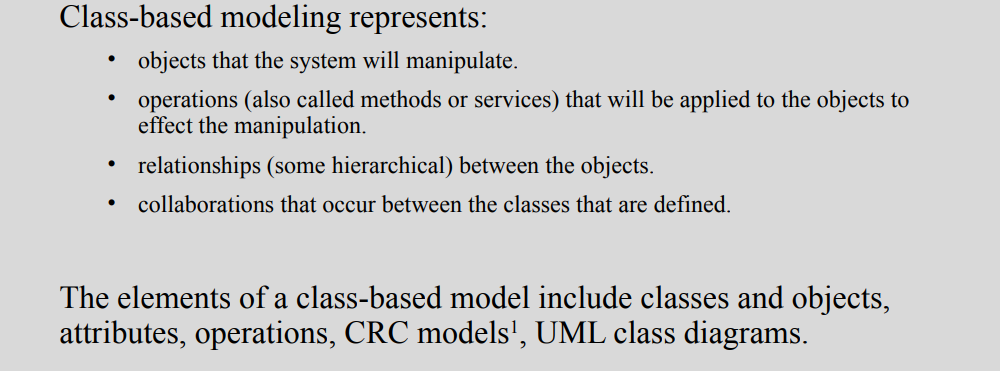 Class-based modeling represents:
• objects that the system will manipulate.
• operations (also called methods or services) that will be applied to the objects to
effect the manipulation.
• relationships (some hierarchical) between the objects.
• collaborations that occur between the classes that are defined.
The elements of a class-based model include classes and objects,
attributes, operations, CRC models¹, UML class diagrams.